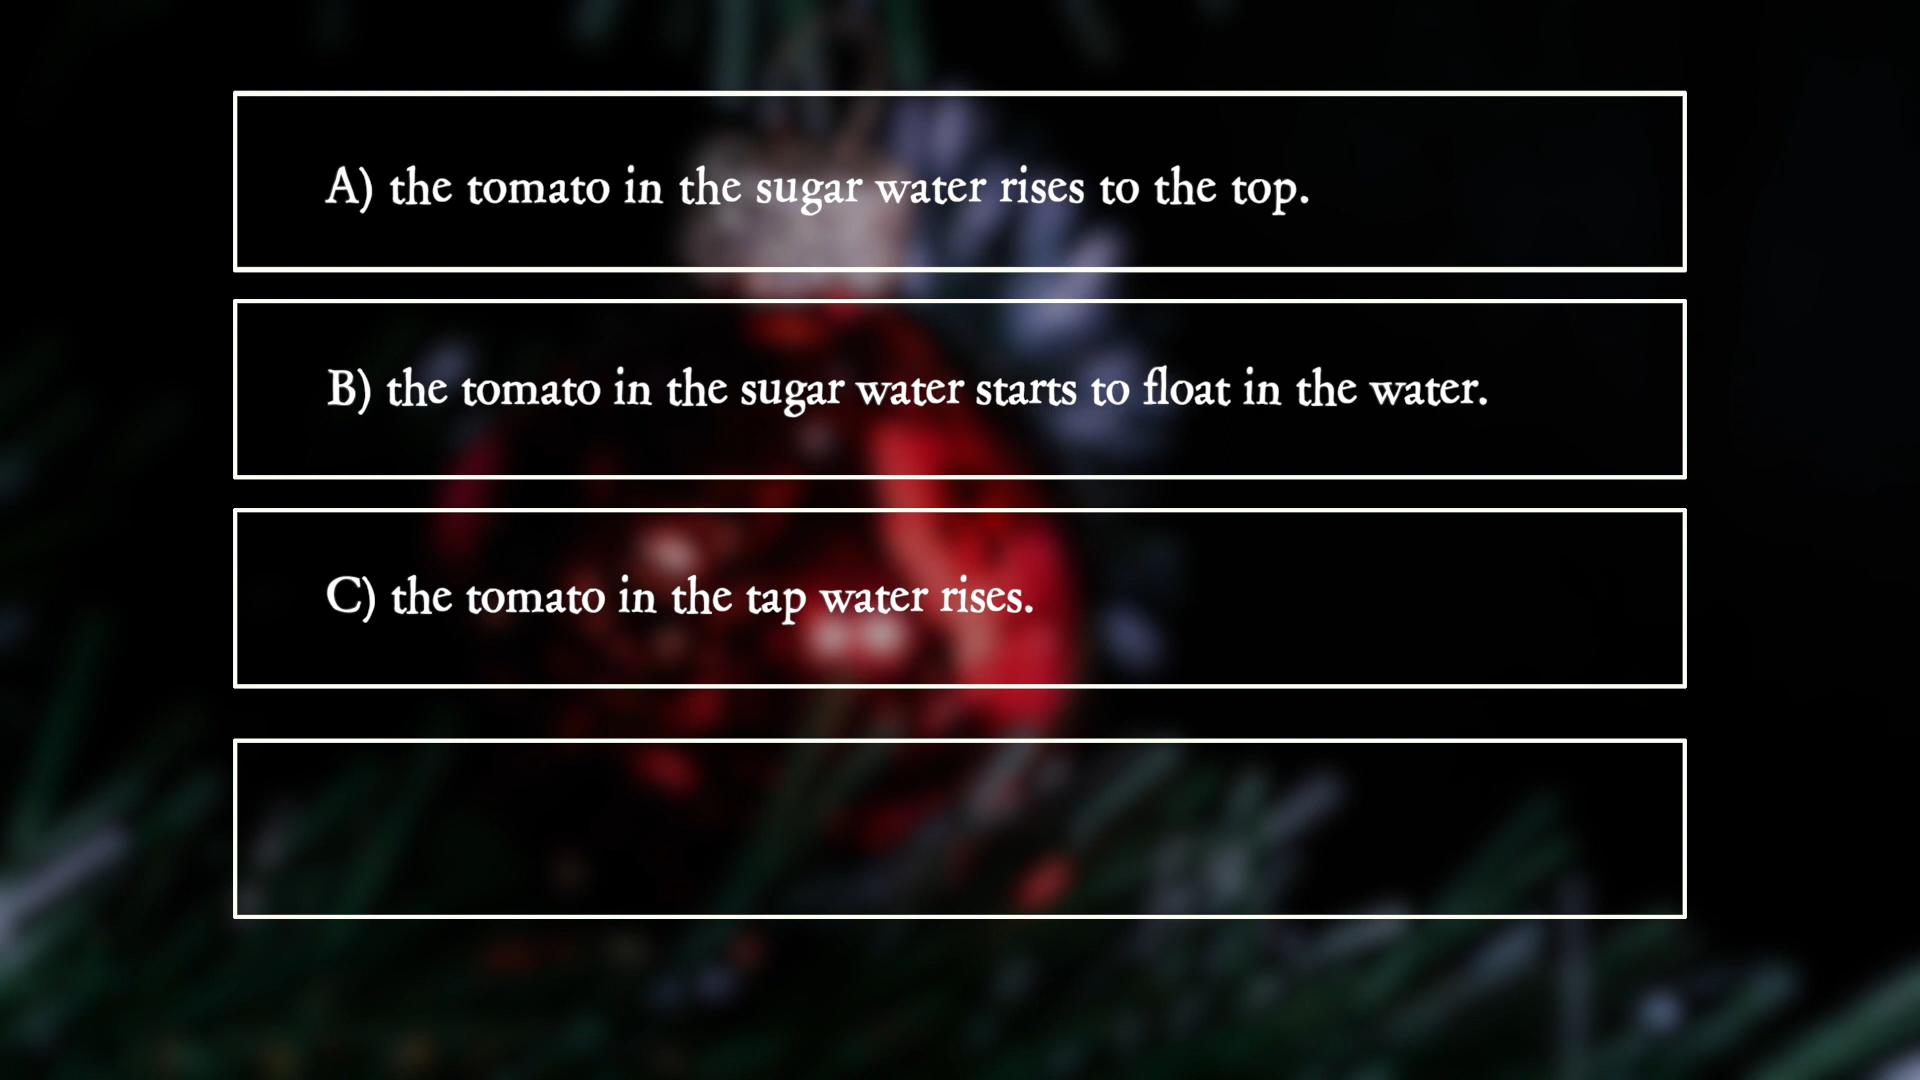 A) the tomato in the sugar water rises to the top.
B) the tomato in the sugar water starts to float in the water.
C) the tomato in the tap water rises.